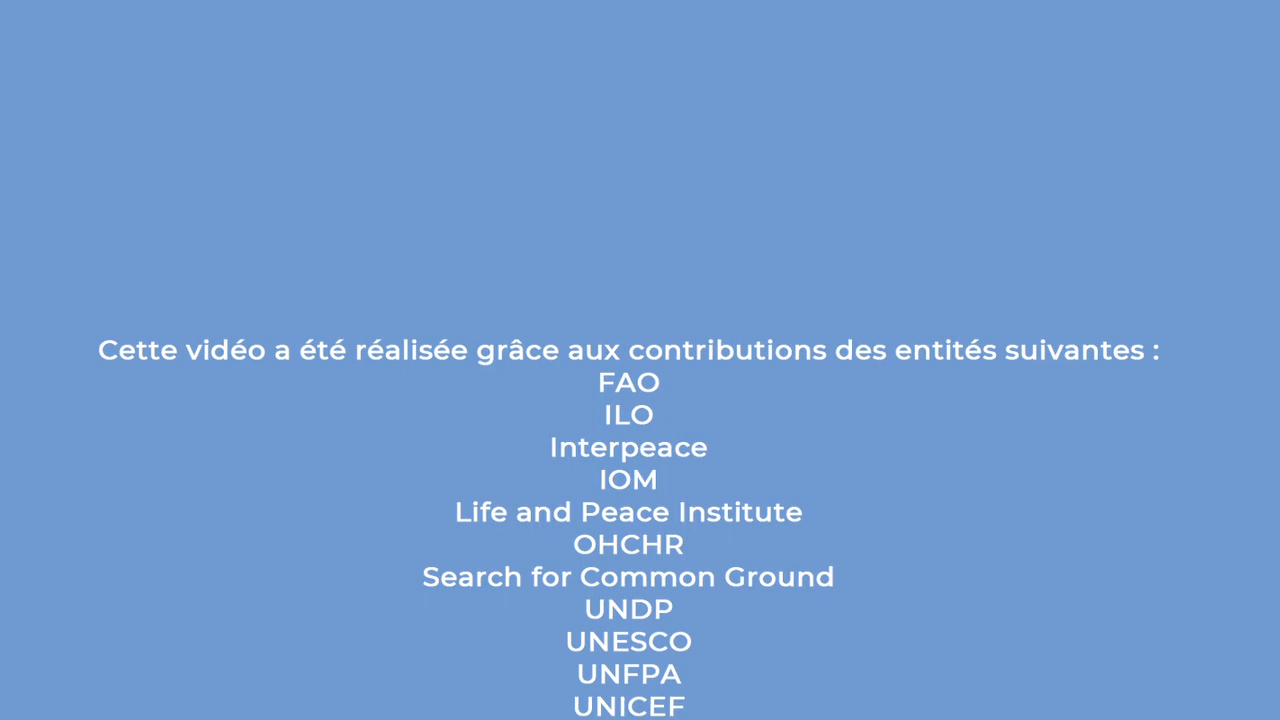 Cette vidéo a été réalisée grâce aux contributions des entités suivantes :
FAO
ILO
Interpeace
IOM
Life and Peace Institute
OHCHR
Search for Common Ground
UNDP
UNESCO
UNFPA
UNICEF